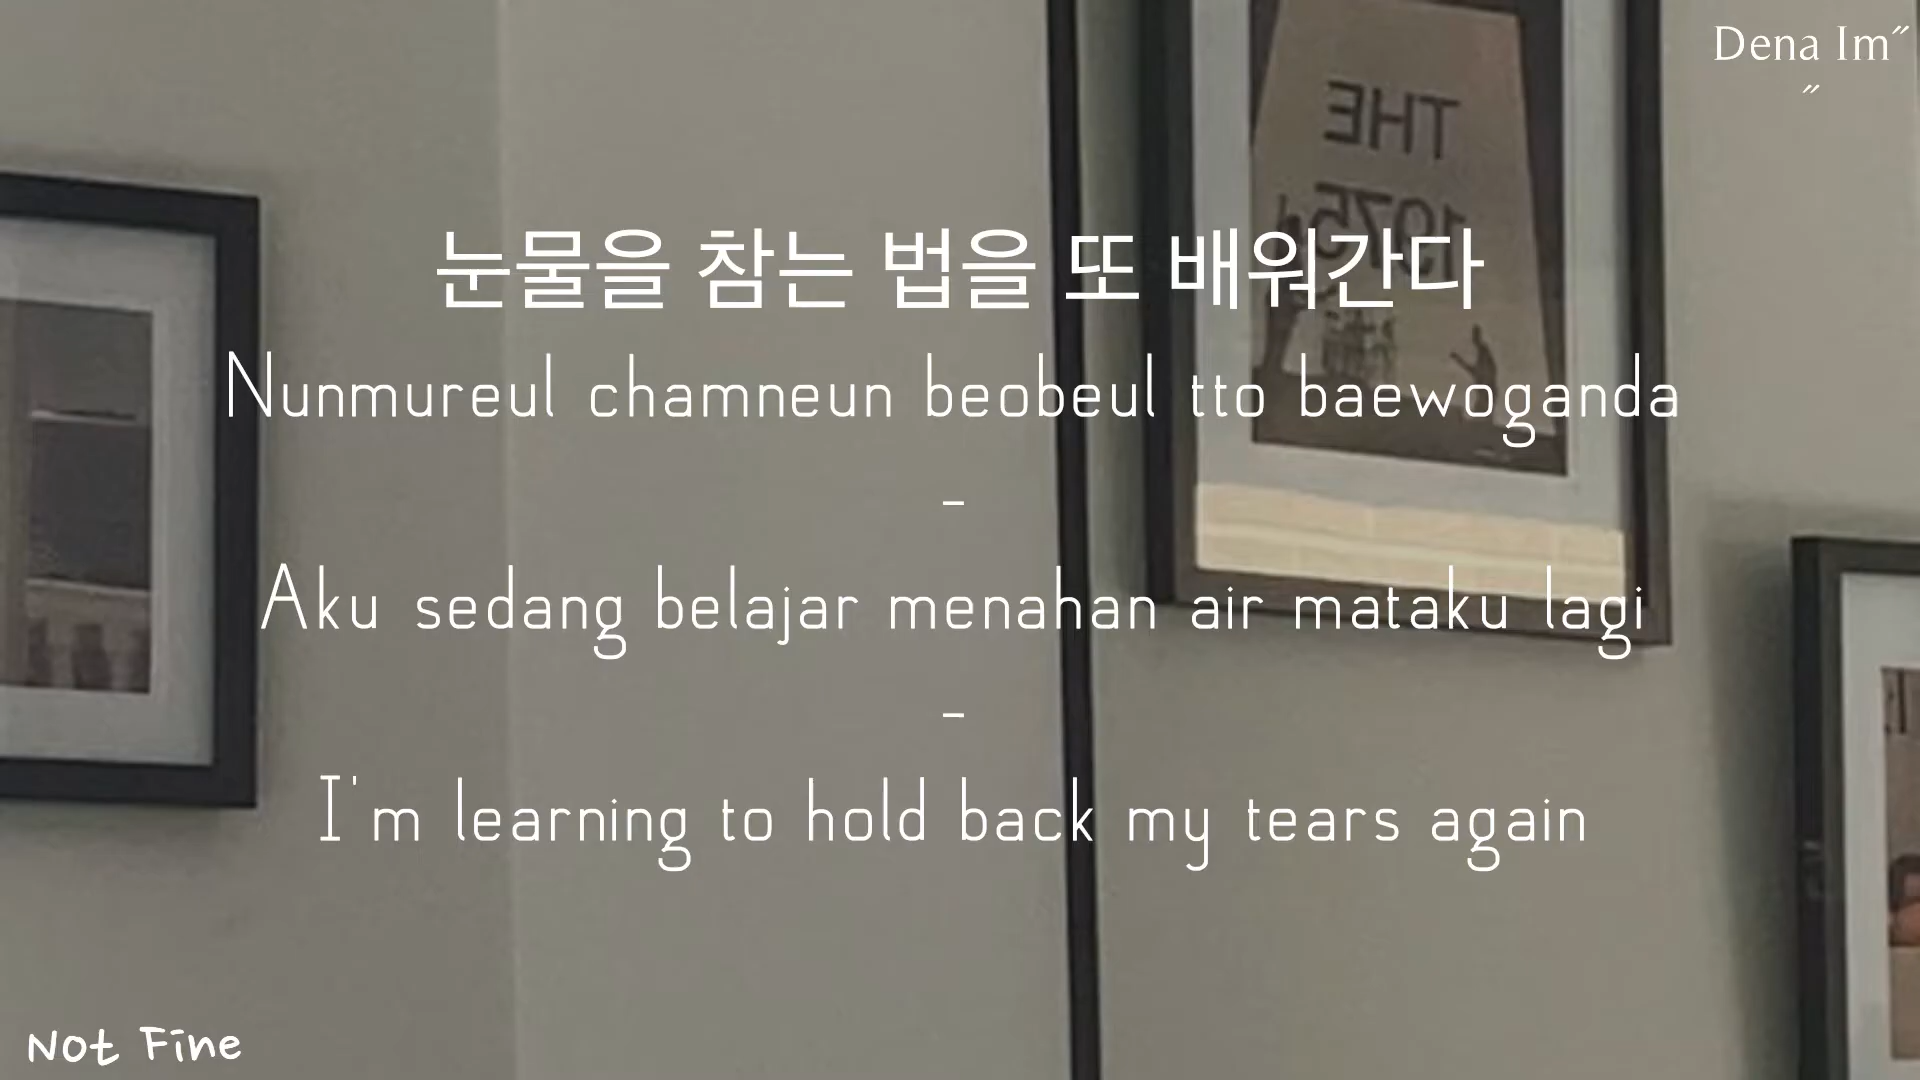 Dena Im˝
˝
THE
1975
눈물을 참는 법을 또 배워간다
Nunmureul chamneun beobeul tto baewoganda
-
Aku sedang belajar menahan air mataku lagi
-
I'm learning to hold back my tears again
Not Fine